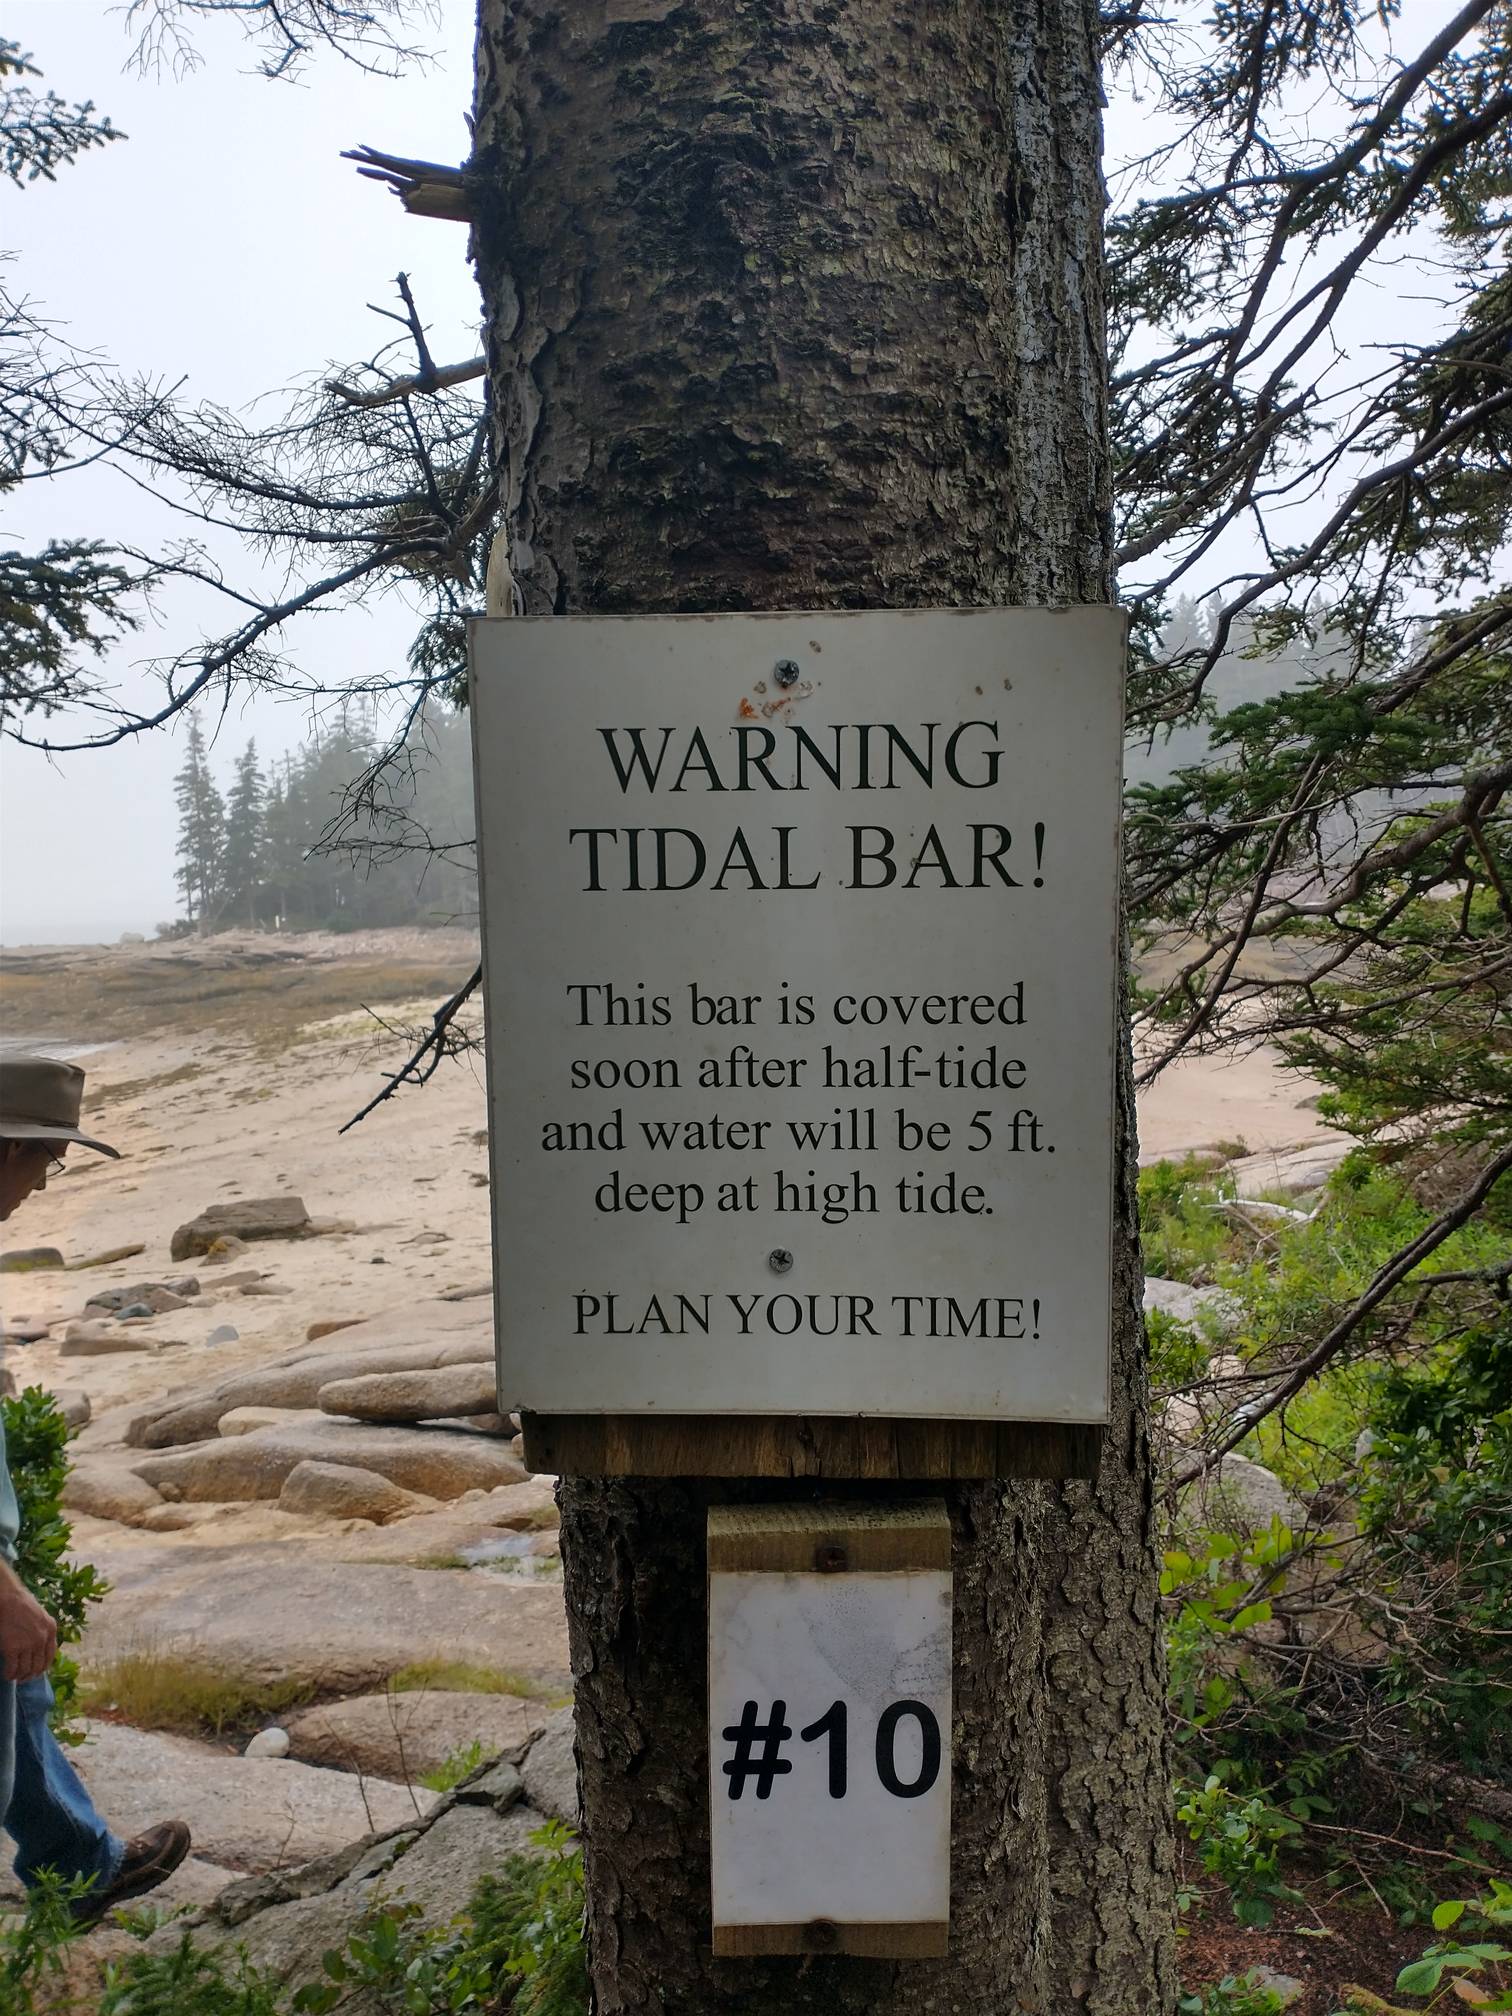 WARNING
TIDAL BAR!
This bar is covered
soon after half-tide
and water will be 5 ft.
deep at high tide.
PLAN YOUR TIME!
#10